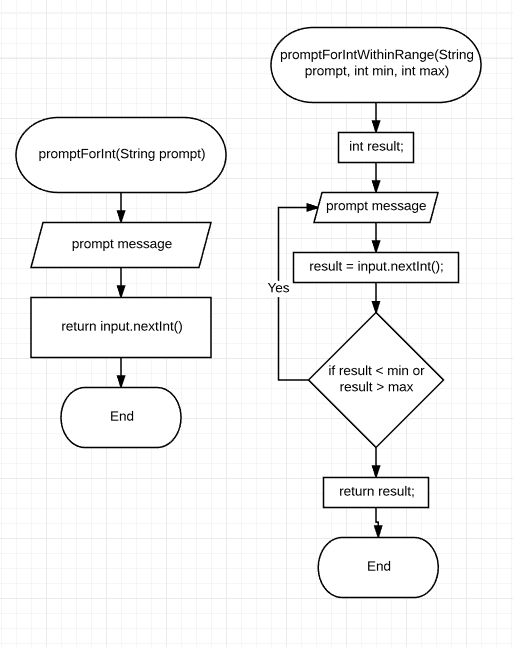 promptForInt(String prompt)
prompt message
return input.nextInt()
End
promptForIntWithinRange(String
prompt, int min, int max)
int result;
prompt message
result = input.nextInt();
Yes
if result < min or
result > max
return result;
End